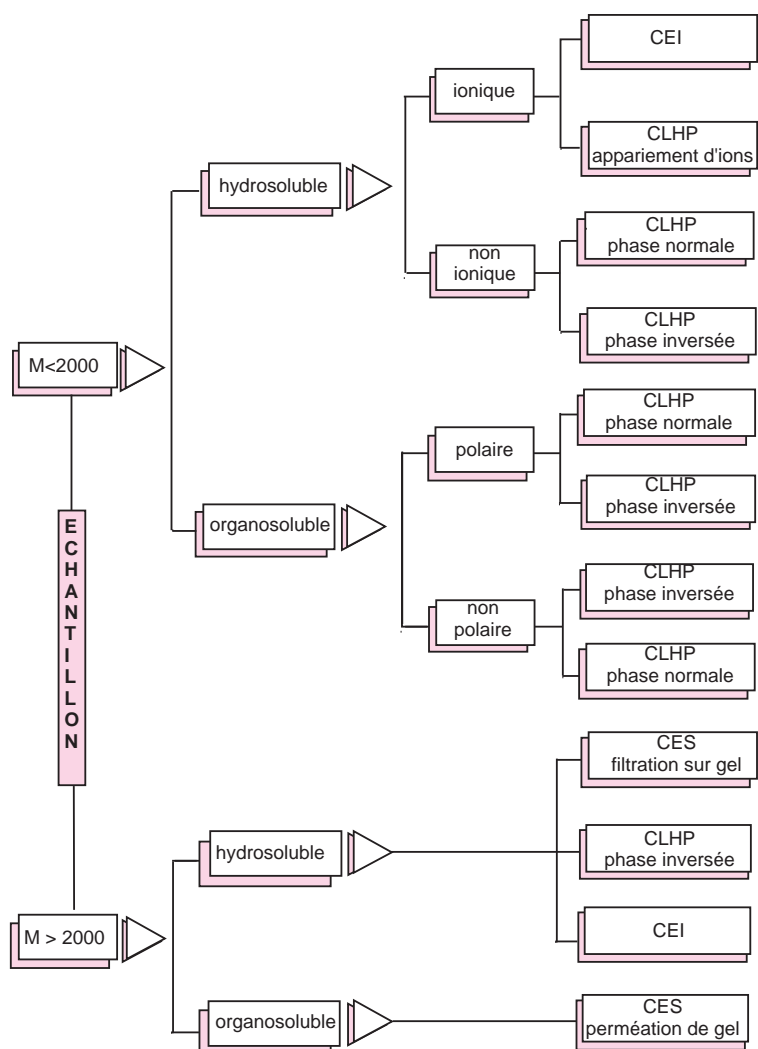 CEI
ionique
CLHP
appariement d'ions
hydrosoluble
CLHP
phase normale
non
ionique
CLHP
phase inversée
M<2000
CLHP
phase normale
polaire
CLHP
phase inversée
organosoluble
CLHP
phase inversée
non
polaire
CLHP
phase normale
ECHANTILLON
CES
filtration sur gel
hydrosoluble
CLHP
phase inversée
M > 2000
CEI
organosoluble
CES
perméation de gel